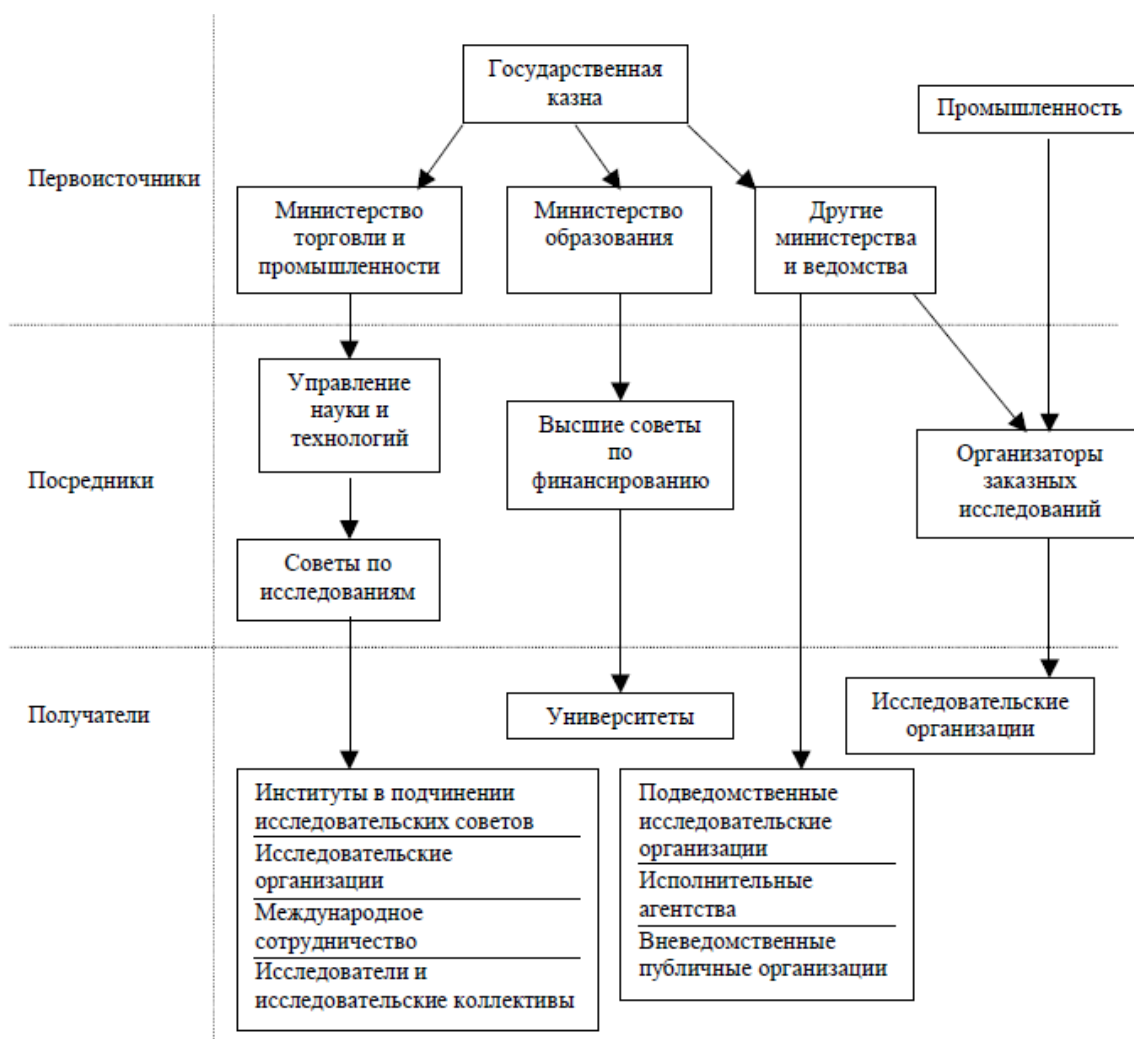 Государственная
казна
Промышленность
Первоисточники
Министерство
торговли и
промышленности
Министерство
образования
Другие
министерства
и ведомства
Управление
науки и
технологий
Высшие советы
по
финансированию
Организаторы
заказных
исследований
Посредники
Советы по
исследованиям
Получатели
Университеты
Исследовательские
организации
Институты в подчинении
исследовательских советов
Исследовательские
организации
Международное
сотрудничество
Исследователи и
исследовательские коллективы
Подведомственные
исследовательские
организации
Исполнительные
агентства
Вневедомственные
публичные организации